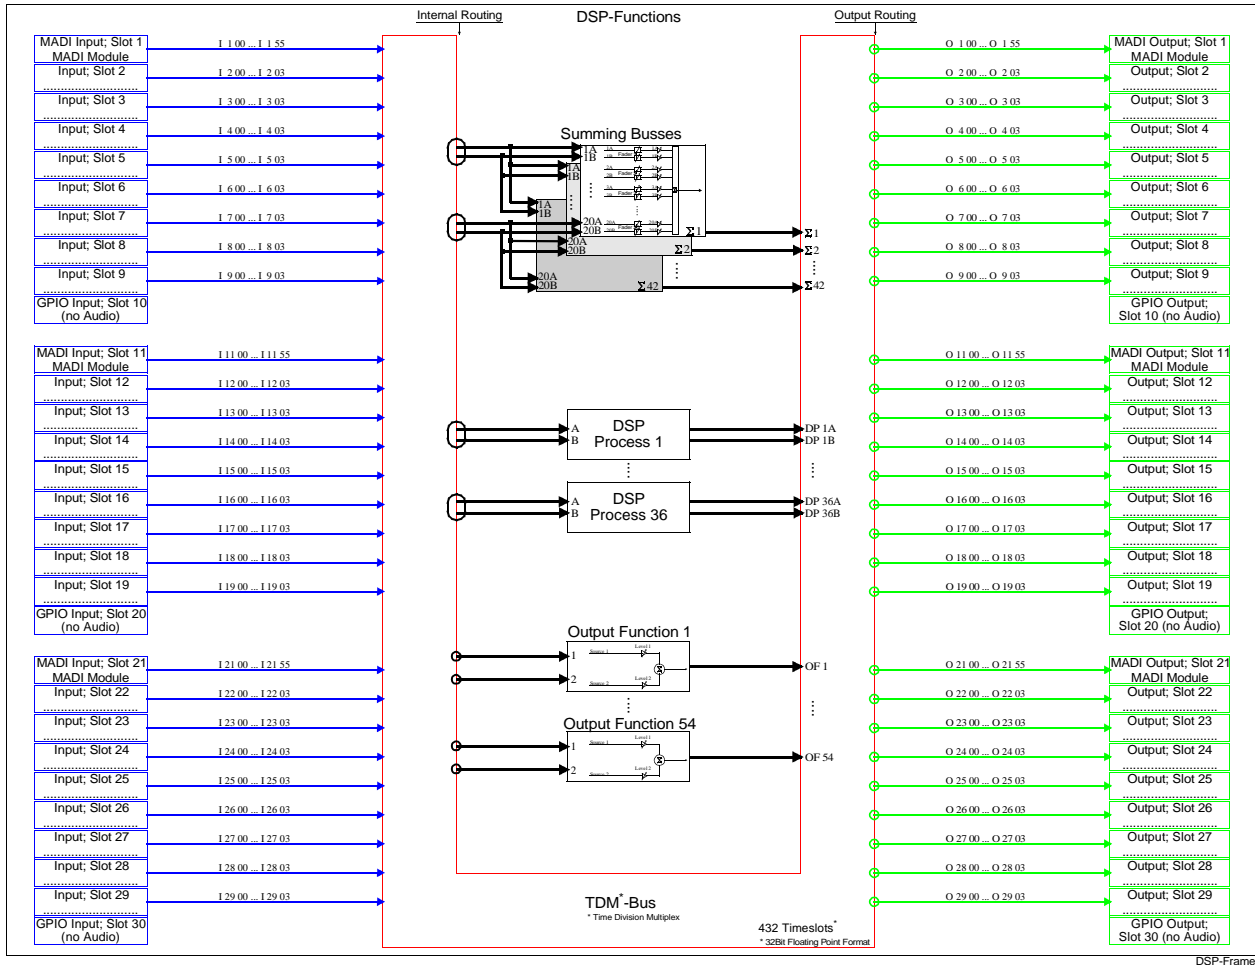 Internal Routing
DSP-Functions
Output Routing
MADI Input; Slot 1
MADI Module
I 1 00 ... I 1 55
Input; Slot 2
I 2 00 ... I 2 03
Input; Slot 3
I 3 00 ... I 3 03
Input; Slot 4
I 4 00 ... I 4 03
Input; Slot 5
I 5 00 ... I 5 03
Input; Slot 6
I 6 00 ... I 6 03
Input; Slot 7
I 7 00 ... I 7 03
Input; Slot 8
I 8 00 ... I 8 03
Input; Slot 9
I 9 00 ... I 9 03
GPIO Input; Slot 10
(no Audio)
MADI Input; Slot 11
MADI Module
I 11 00 ... I 11 55
Input; Slot 12
I 12 00 ... I 12 03
Input; Slot 13
I 13 00 ... I 13 03
Input; Slot 14
I 14 00 ... I 14 03
Input; Slot 15
I 15 00 ... I 15 03
Input; Slot 16
I 16 00 ... I 16 03
Input; Slot 17
I 17 00 ... I 17 03
Input; Slot 18
I 18 00 ... I 18 03
Input; Slot 19
I 19 00 ... I 19 03
GPIO Input; Slot 20
(no Audio)
MADI Input; Slot 21
MADI Module
I 21 00 ... I 21 55
Input; Slot 22
I 22 00 ... I 22 03
Input; Slot 23
I 23 00 ... I 23 03
Input; Slot 24
I 24 00 ... I 24 03
Input; Slot 25
I 25 00 ... I 25 03
Input; Slot 26
I 26 00 ... I 26 03
Input; Slot 27
I 27 00 ... I 27 03
Input; Slot 28
I 28 00 ... I 28 03
Input; Slot 29
I 29 00 ... I 29 03
GPIO Input; Slot 30
(no Audio)
Summing Busses
1A
1B
1A
1B
1A
1B
20A
20B
20A
20B
20A
20B
Fader
Fader
Fader
Fader
Σ1
Σ2
Σ42
Σ1
Σ2
Σ42
A
B
DSP
Process 1
DP 1A
DP 1B
A
B
DSP
Process 36
DP 36A
DP 36B
Output Function 1
1
2
Source 1
Level 1
Source 2
Level 2
Σ
OF 1
Output Function 54
1
2
Source 1
Level 1
Source 2
Level 2
Σ
OF 54
TDM*-Bus
* Time Division Multiplex
432 Timeslots*
* 32Bit Floating Point Format
O 1 00 ... O 1 55
MADI Output; Slot 1
MADI Module
O 2 00 ... O 2 03
Output; Slot 2
O 3 00 ... O 3 03
Output; Slot 3
O 4 00 ... O 4 03
Output; Slot 4
O 5 00 ... O 5 03
Output; Slot 5
O 6 00 ... O 6 03
Output; Slot 6
O 7 00 ... O 7 03
Output; Slot 7
O 8 00 ... O 8 03
Output; Slot 8
O 9 00 ... O 9 03
Output; Slot 9
GPIO Output;
Slot 10 (no Audio)
O 11 00 ... O 11 55
MADI Output; Slot 11
MADI Module
O 12 00 ... O 12 03
Output; Slot 12
O 13 00 ... O 13 03
Output; Slot 13
O 14 00 ... O 14 03
Output; Slot 14
O 15 00 ... O 15 03
Output; Slot 15
O 16 00 ... O 16 03
Output; Slot 16
O 17 00 ... O 17 03
Output; Slot 17
O 18 00 ... O 18 03
Output; Slot 18
O 19 00 ... O 19 03
Output; Slot 19
GPIO Output;
Slot 20 (no Audio)
O 21 00 ... O 21 55
MADI Output; Slot 21
MADI Module
O 22 00 ... O 22 03
Output; Slot 22
O 23 00 ... O 23 03
Output; Slot 23
O 24 00 ... O 24 03
Output; Slot 24
O 25 00 ... O 25 03
Output; Slot 25
O 26 00 ... O 26 03
Output; Slot 26
O 27 00 ... O 27 03
Output; Slot 27
O 28 00 ... O 28 03
Output; Slot 28
O 29 00 ... O 29 03
Output; Slot 29
GPIO Output;
Slot 30 (no Audio)
DSP-Frame